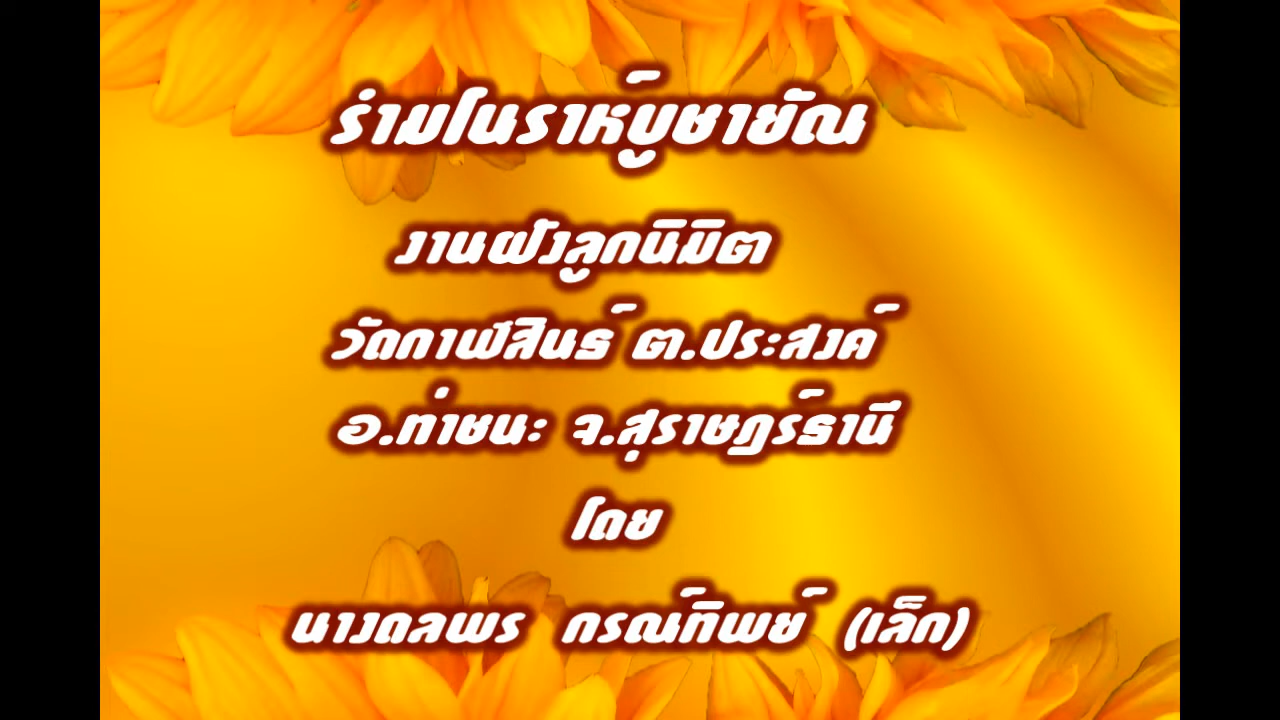 รำมโนราห์บูชายัณ
งานฝังลูกนิมิต
วัดกาฬสินธ์ ต.ประสงค์
อ.ท่าชนะ จ.สุราษฎร์ธานี
โดย
นางดลพร กรณ์ทิพย์ (เล็ก)